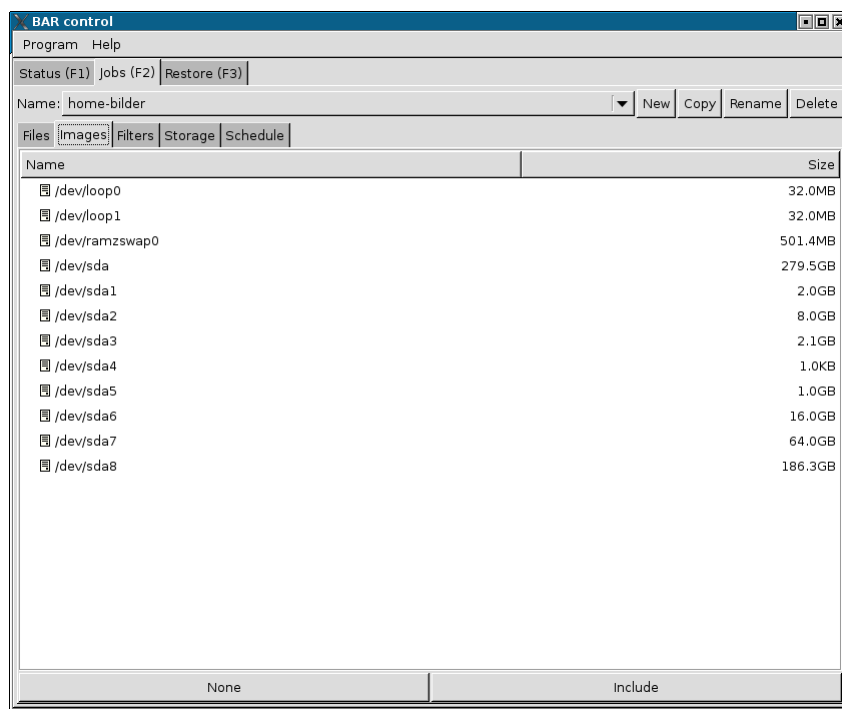 BAR control
Program Help
Status (F1) Jobs (F2) Restore (F3)
Name: home-bilder New Copy Rename Delete
Files Images Filters Storage Schedule
Name Size
/dev/loop0 32.0MB
/dev/loop1 32.0MB
/dev/ramzswap0 501.4MB
/dev/sda 279.5GB
/dev/sda1 2.0GB
/dev/sda2 8.0GB
/dev/sda3 2.1GB
/dev/sda4 1.0KB
/dev/sda5 1.0GB
/dev/sda6 16.0GB
/dev/sda7 64.0GB
/dev/sda8 186.3GB
None Include